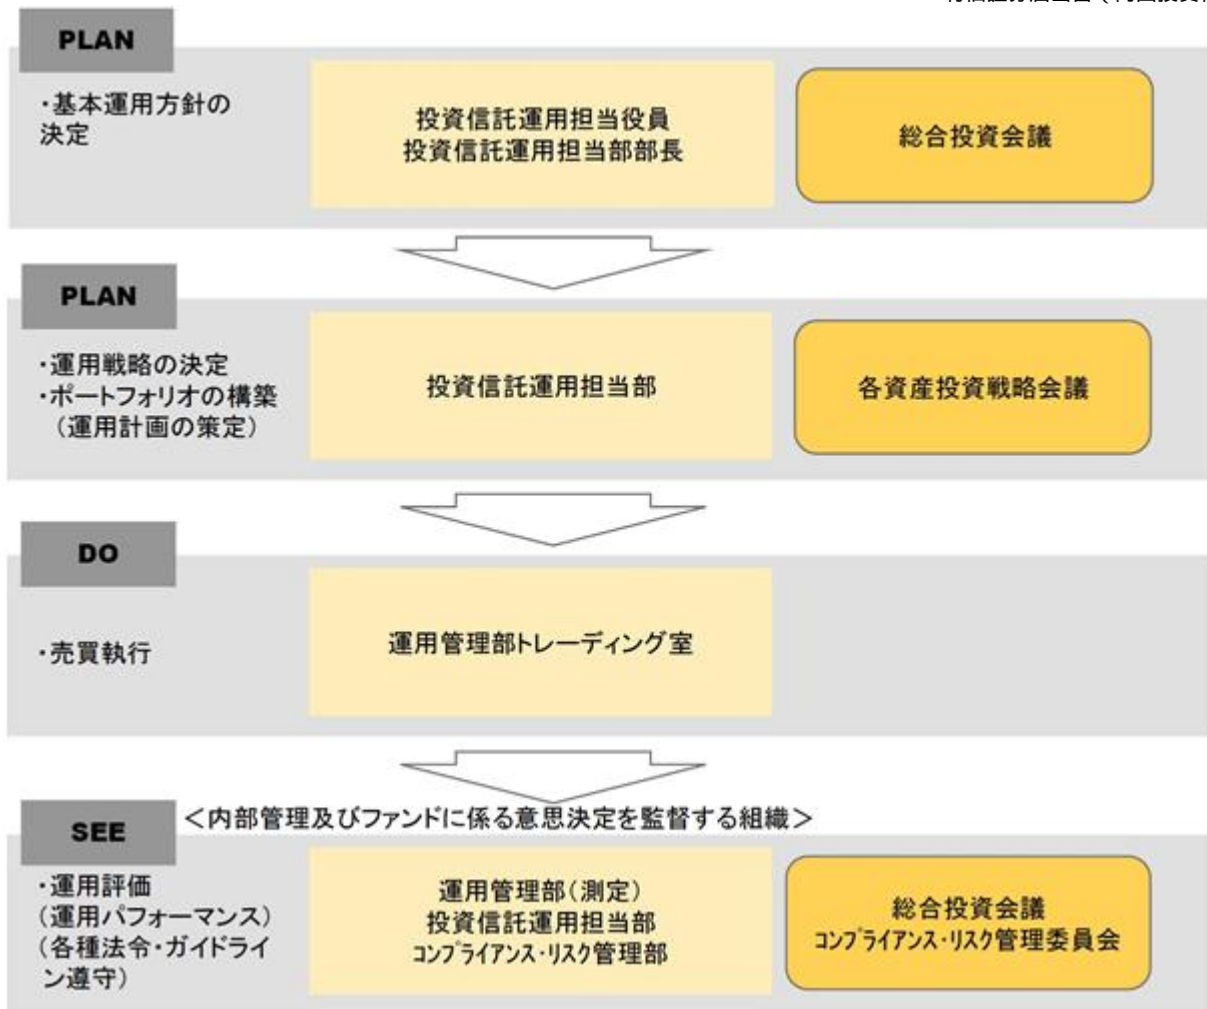 PLAN
・基本運用方針の
決定
投資信託運用担当役員
投資信託運用担当部部長
総合投資会議
PLAN
・運用戦略の決定
・ポートフォリオの構築
（運用計画の策定）
投資信託運用担当部
各資産投資戦略会議
DO
・売買執行
運用管理部トレーディング室
SEE
＜内部管理及びファンドに係る意思決定を監督する組織＞
・運用評価
（運用パフォーマンス）
（各種法令・ガイドライ
ン遵守）
運用管理部（測定）
投資信託運用担当部
ｺﾝﾌﾟﾗｲｱﾝｽ・ﾘｽｸ管理部
総合投資会議
ｺﾝﾌﾟﾗｲｱﾝｽ・ﾘｽｸ管理委員会